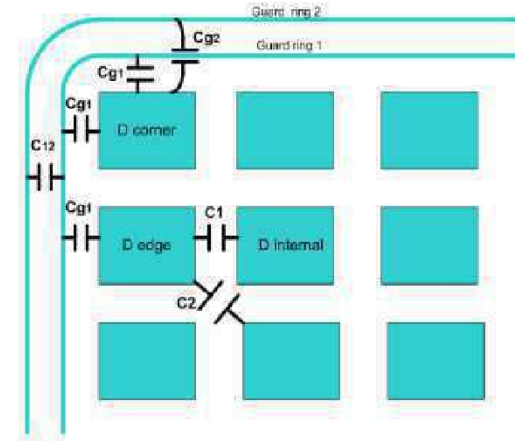 Guard ring 2
Cg2
Guard ring 1
Cg1
Cg1
D corner
C12
Cg1
C1
D edge
D internal
C2